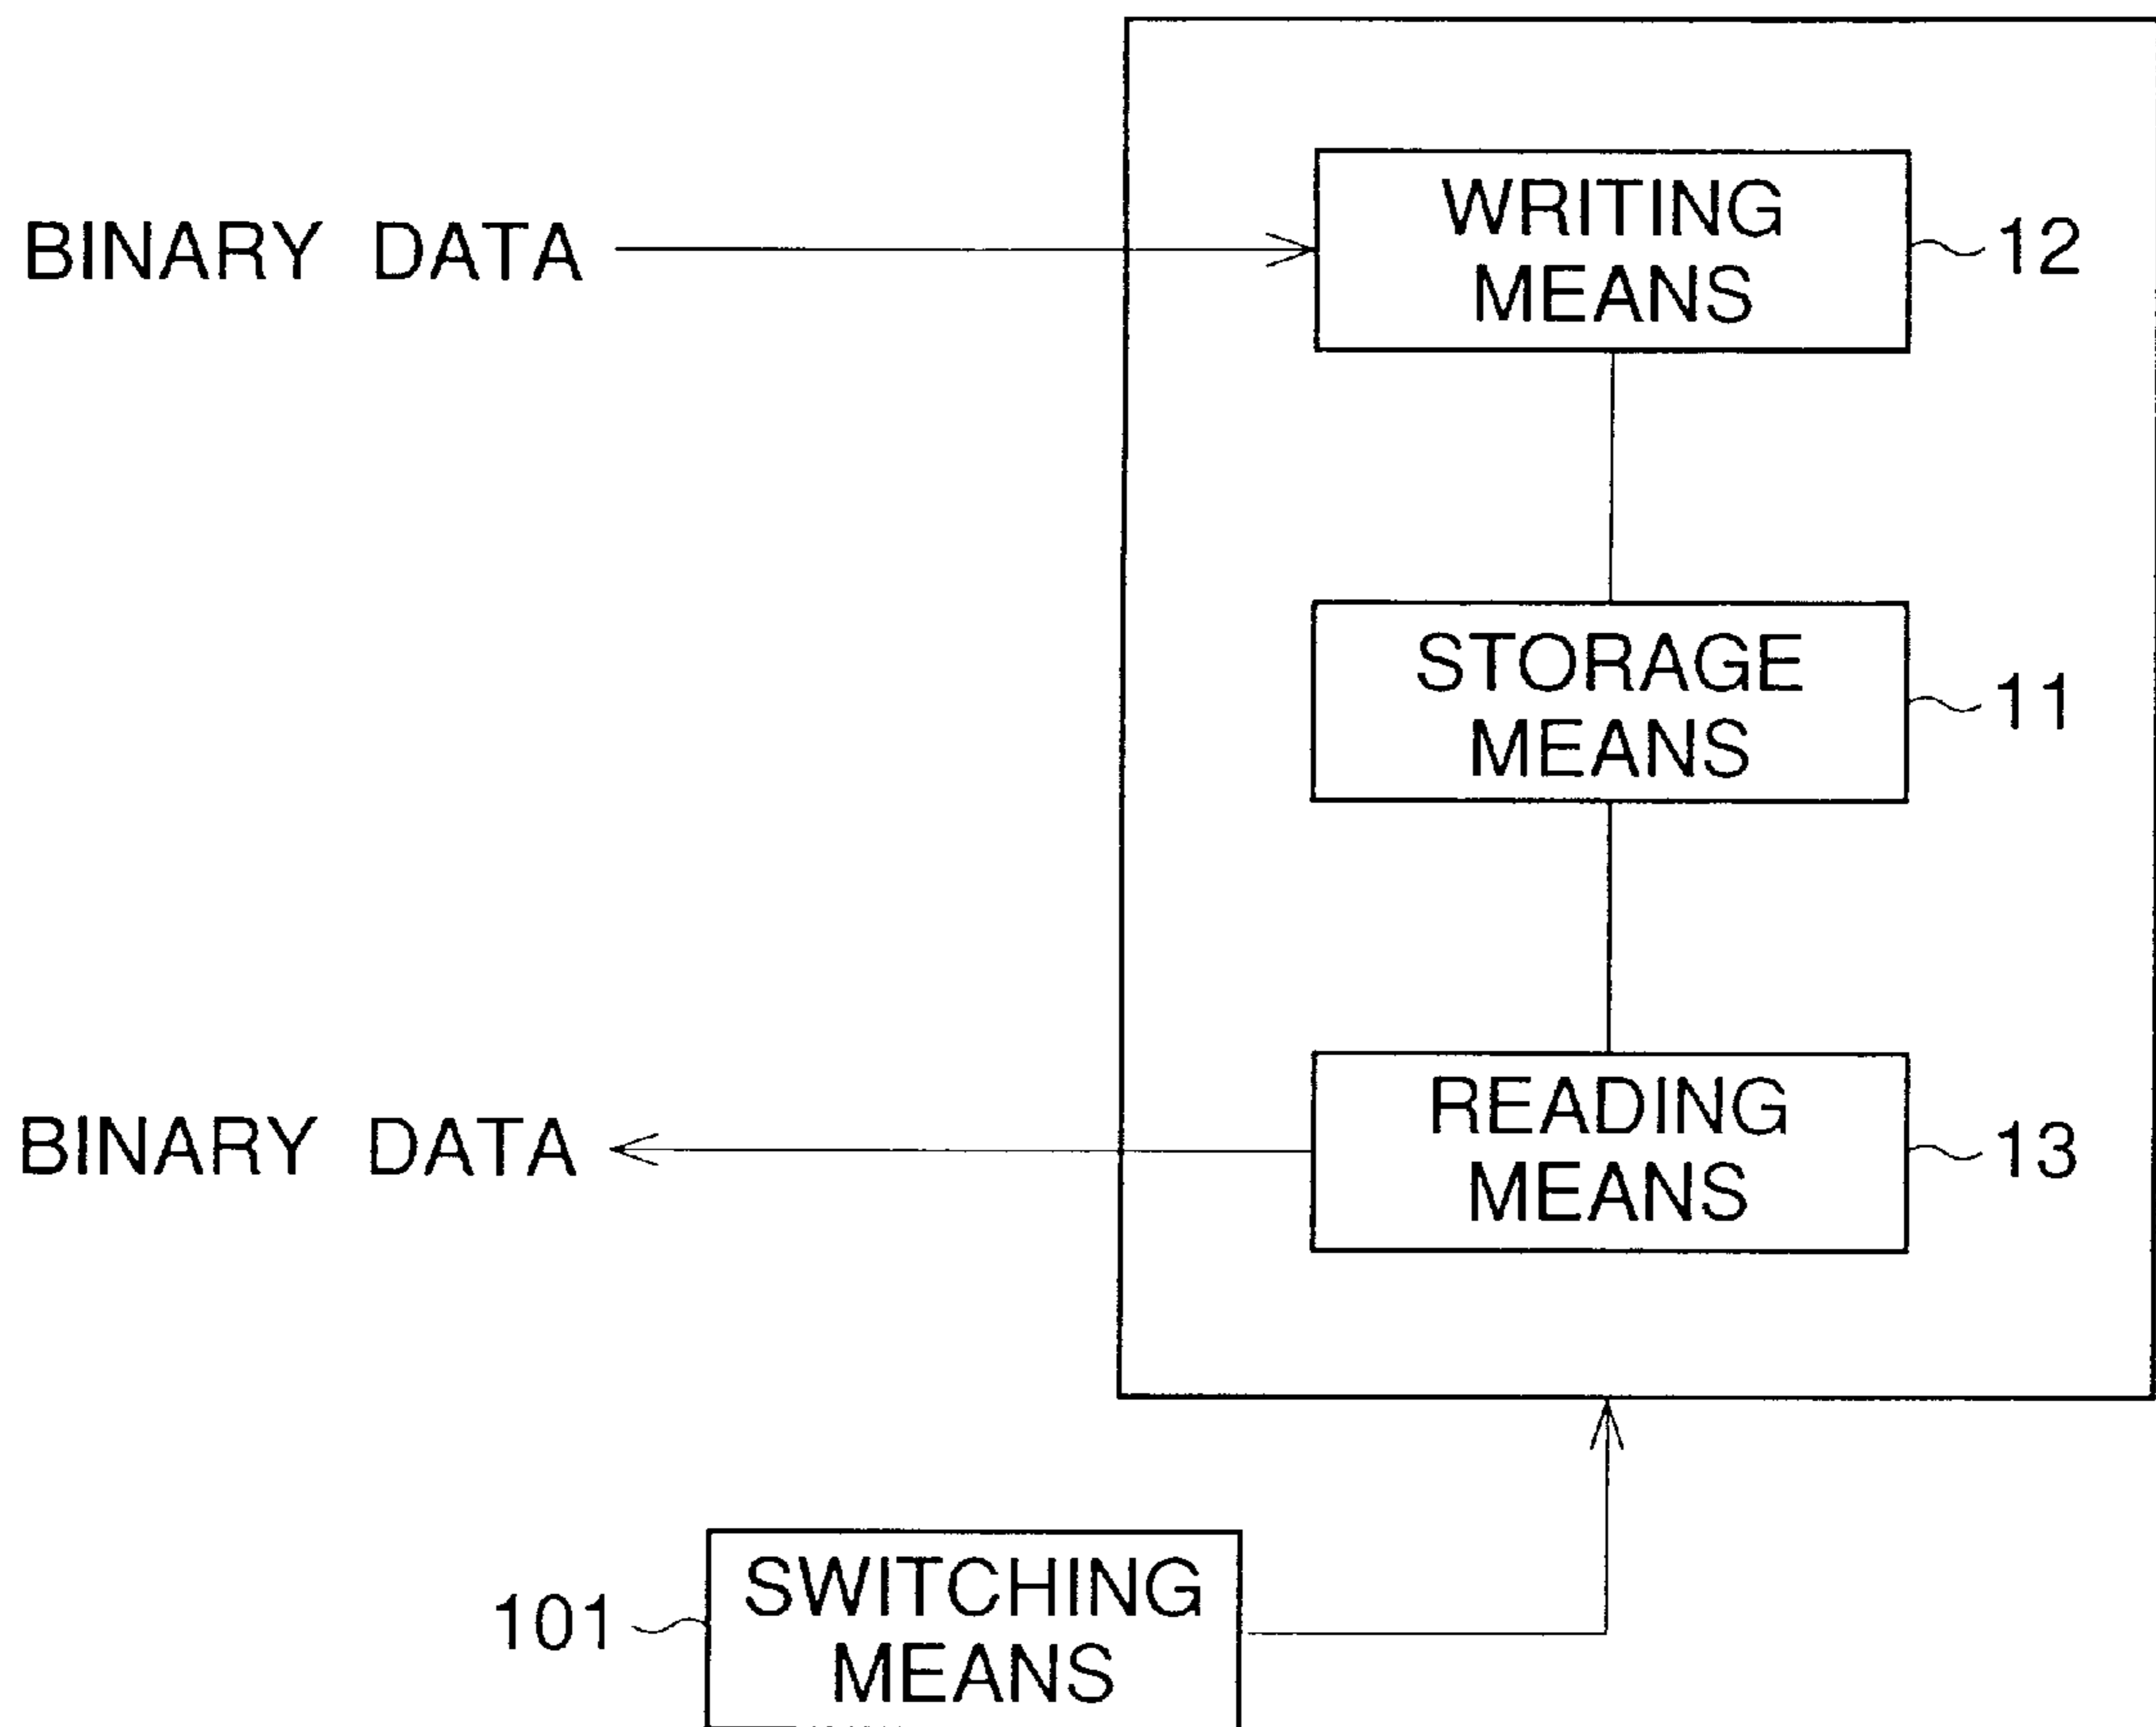 WRITING
MEANS
BINARY DATA
12
STORAGE
MEANS
11
READING
MEANS
BINARY DATA
13
SWITCHING
MEANS
101